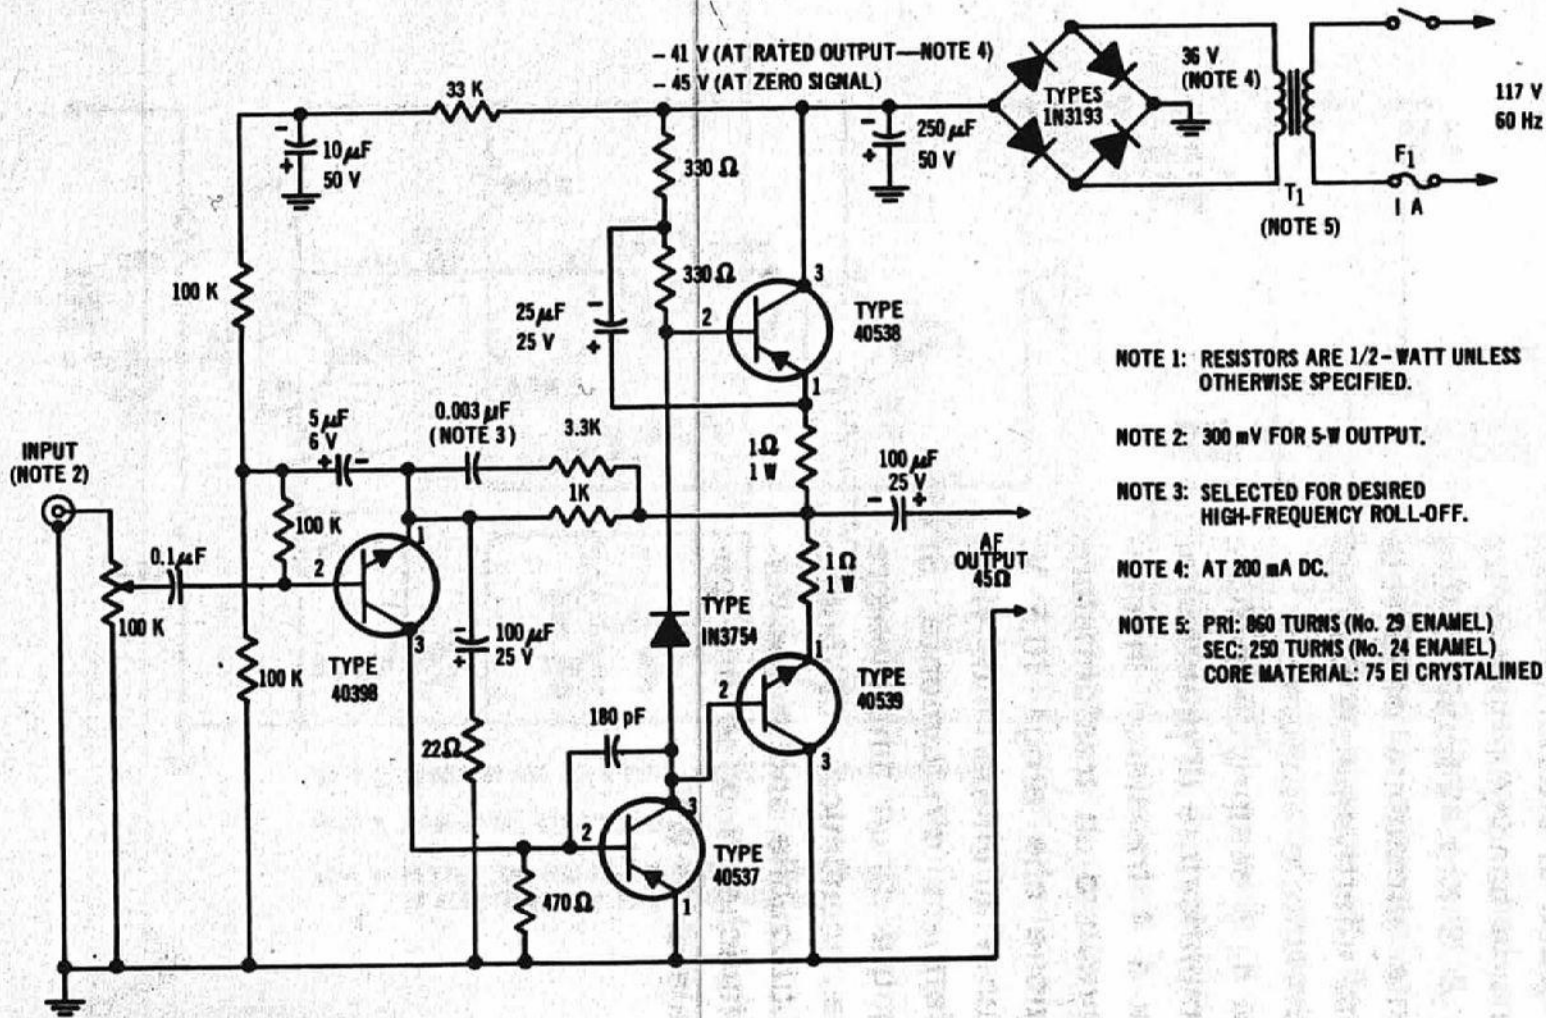 – 41 V (AT RATED OUTPUT—NOTE 4)
– 45 V (AT ZERO SIGNAL)
36 V
(NOTE 4)
117 V
60 Hz
TYPES
1N3193
F1
1 A
T1
(NOTE 5)
33 K
–
+
10 µF
50 V
330 Ω
–
+
250 µF
50 V
100 K
330 Ω
3
2
1
TYPE
40538
–
25 µF
25 V
+
NOTE 1: RESISTORS ARE 1/2-WATT UNLESS
OTHERWISE SPECIFIED.
INPUT
(NOTE 2)
5 µF
6 V
+ –
0.003 µF
(NOTE 3)
3.3K
1K
1 Ω
1 W
100 µF
25 V
– +
NOTE 2: 300 mV FOR 5-W OUTPUT.
NOTE 3: SELECTED FOR DESIRED
HIGH-FREQUENCY ROLL-OFF.
100 K
0.1 µF
2
1
3
100 K
TYPE
40398
AF
OUTPUT
45Ω
1 Ω
1 W
NOTE 4: AT 200 mA DC.
NOTE 5: PRI: 860 TURNS (No. 29 ENAMEL)
SEC: 250 TURNS (No. 24 ENAMEL)
CORE MATERIAL: 75 EI CRYSTALINED
–
+
100 µF
25 V
TYPE
1N3754
100 K
1
2
3
TYPE
40539
22Ω
180 pF
2
3
1
TYPE
40537
470 Ω